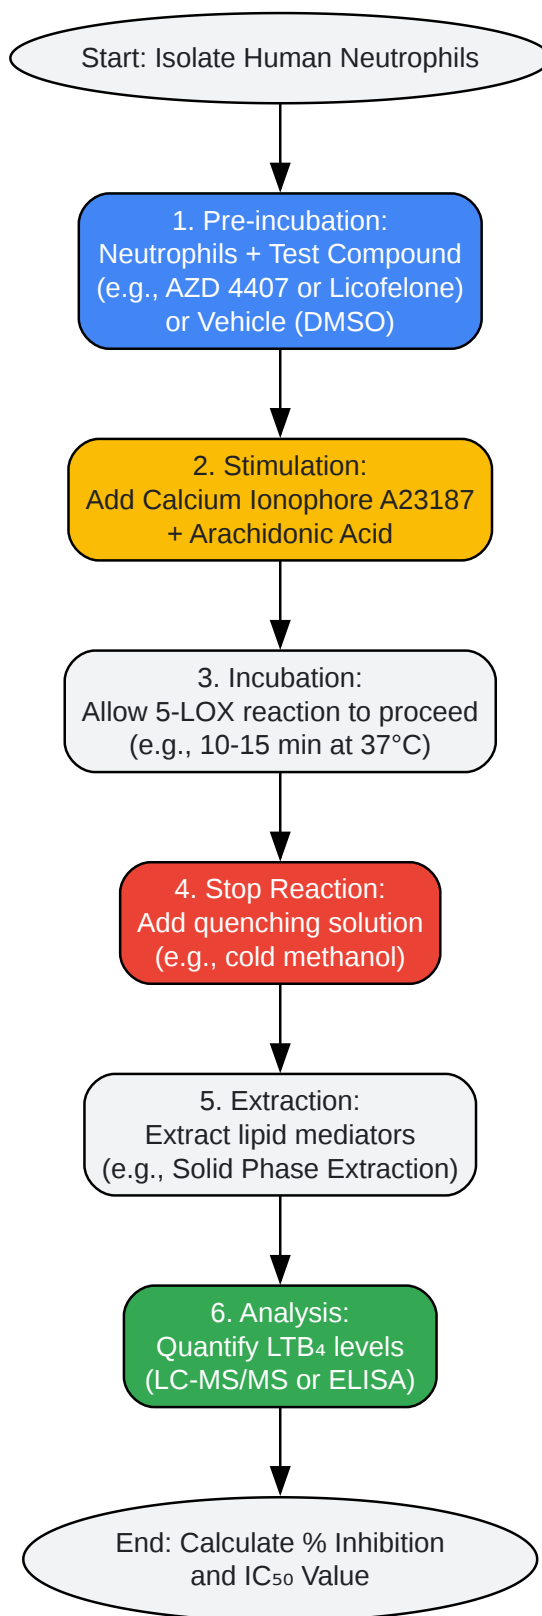 Start: Isolate Human Neutrophils
1. Pre-incubation:
Neutrophils + Test Compound
(e.g., AZD 4407 or Licofelone)
or Vehicle (DMSO)
2. Stimulation:
Add Calcium Ionophore A23187
+ Arachidonic Acid
3. Incubation:
Allow 5-LOX reaction to proceed
(e.g., 10-15 min at 37°C)
4. Stop Reaction:
Add quenching solution
(e.g., cold methanol)
5. Extraction:
Extract lipid mediators
(e.g., Solid Phase Extraction)
6. Analysis:
Quantify LTB₄ levels
(LC-MS/MS or ELISA)
End: Calculate % Inhibition
and IC₅₀ Value